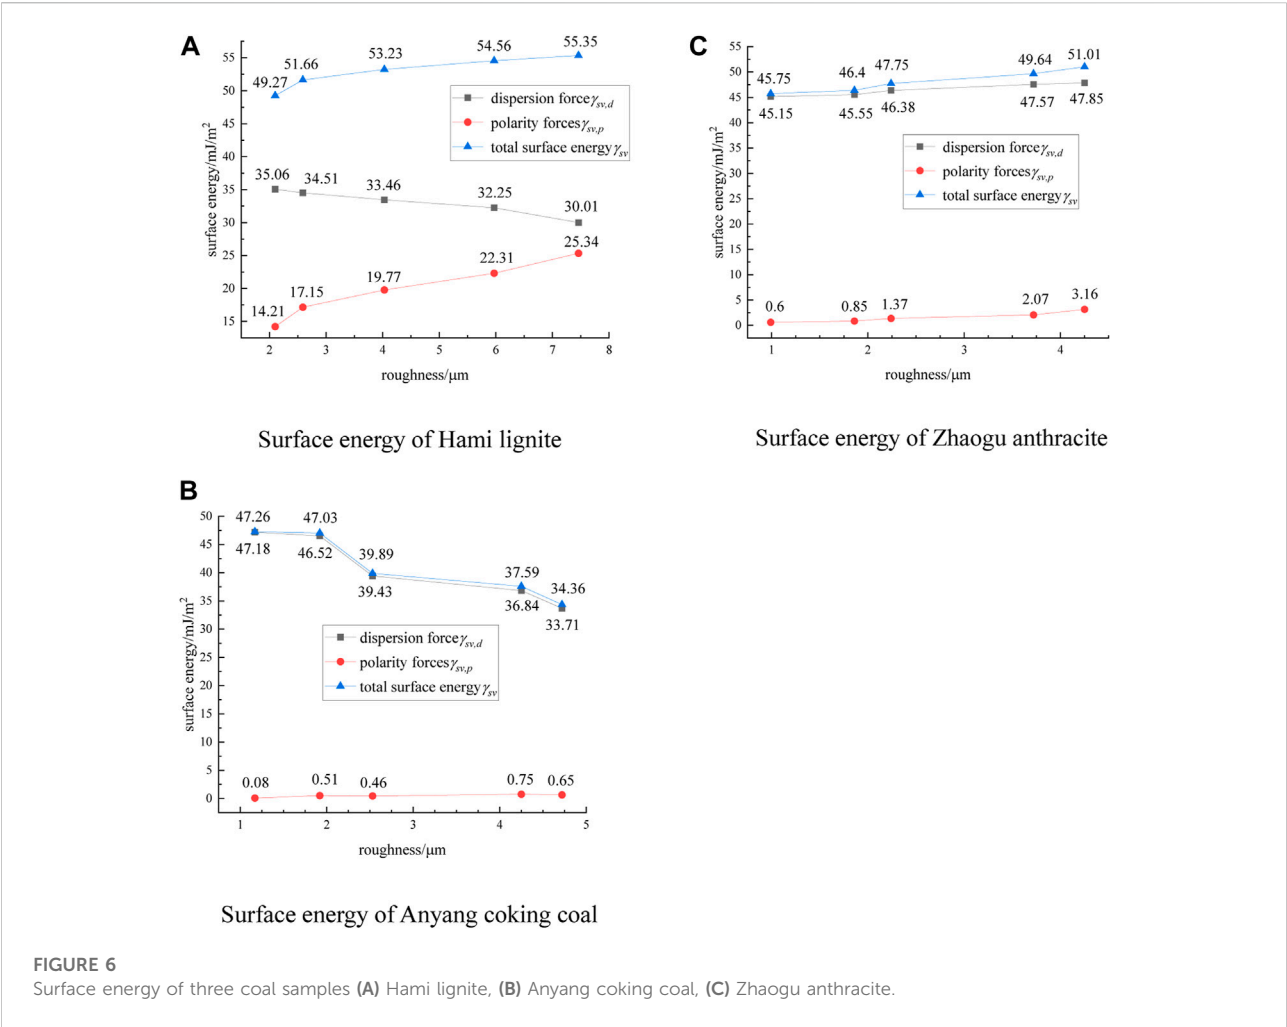 A
55
50
45
40
35
30
25
20
15
49.27
51.66
53.23
54.56
55.35
35.06
34.51
33.46
32.25
30.01
14.21
17.15
19.77
22.31
25.34
dispersion forceγsv,d
polarity forcesγsv,p
total surface energyγsv
surface energy/mJ/m²
2 3 4 5 6 7 8
roughness/μm
Surface energy of Hami lignite
C
55
50
45
40
35
30
25
20
15
10
5
0
45.75
46.4
47.75
49.64
51.01
45.15
45.55
46.38
47.57
47.85
dispersion forceγsv,d
polarity forcesγsv,p
total surface energyγsv
0.6
0.85
1.37
2.07
3.16
surface energy/mJ/m²
1 2 3 4
roughness/μm
Surface energy of Zhaogu anthracite
B
50
45
40
35
30
25
20
15
10
5
0
47.26
47.03
39.89
37.59
34.36
47.18
46.52
39.43
36.84
33.71
dispersion forceγsv,d
polarity forcesγsv,p
total surface energyγsv
0.08
0.51
0.46
0.75
0.65
surface energy/mJ/m²
1 2 3 4 5
roughness/μm
Surface energy of Anyang coking coal
FIGURE 6
Surface energy of three coal samples (A) Hami lignite, (B) Anyang coking coal, (C) Zhaogu anthracite.